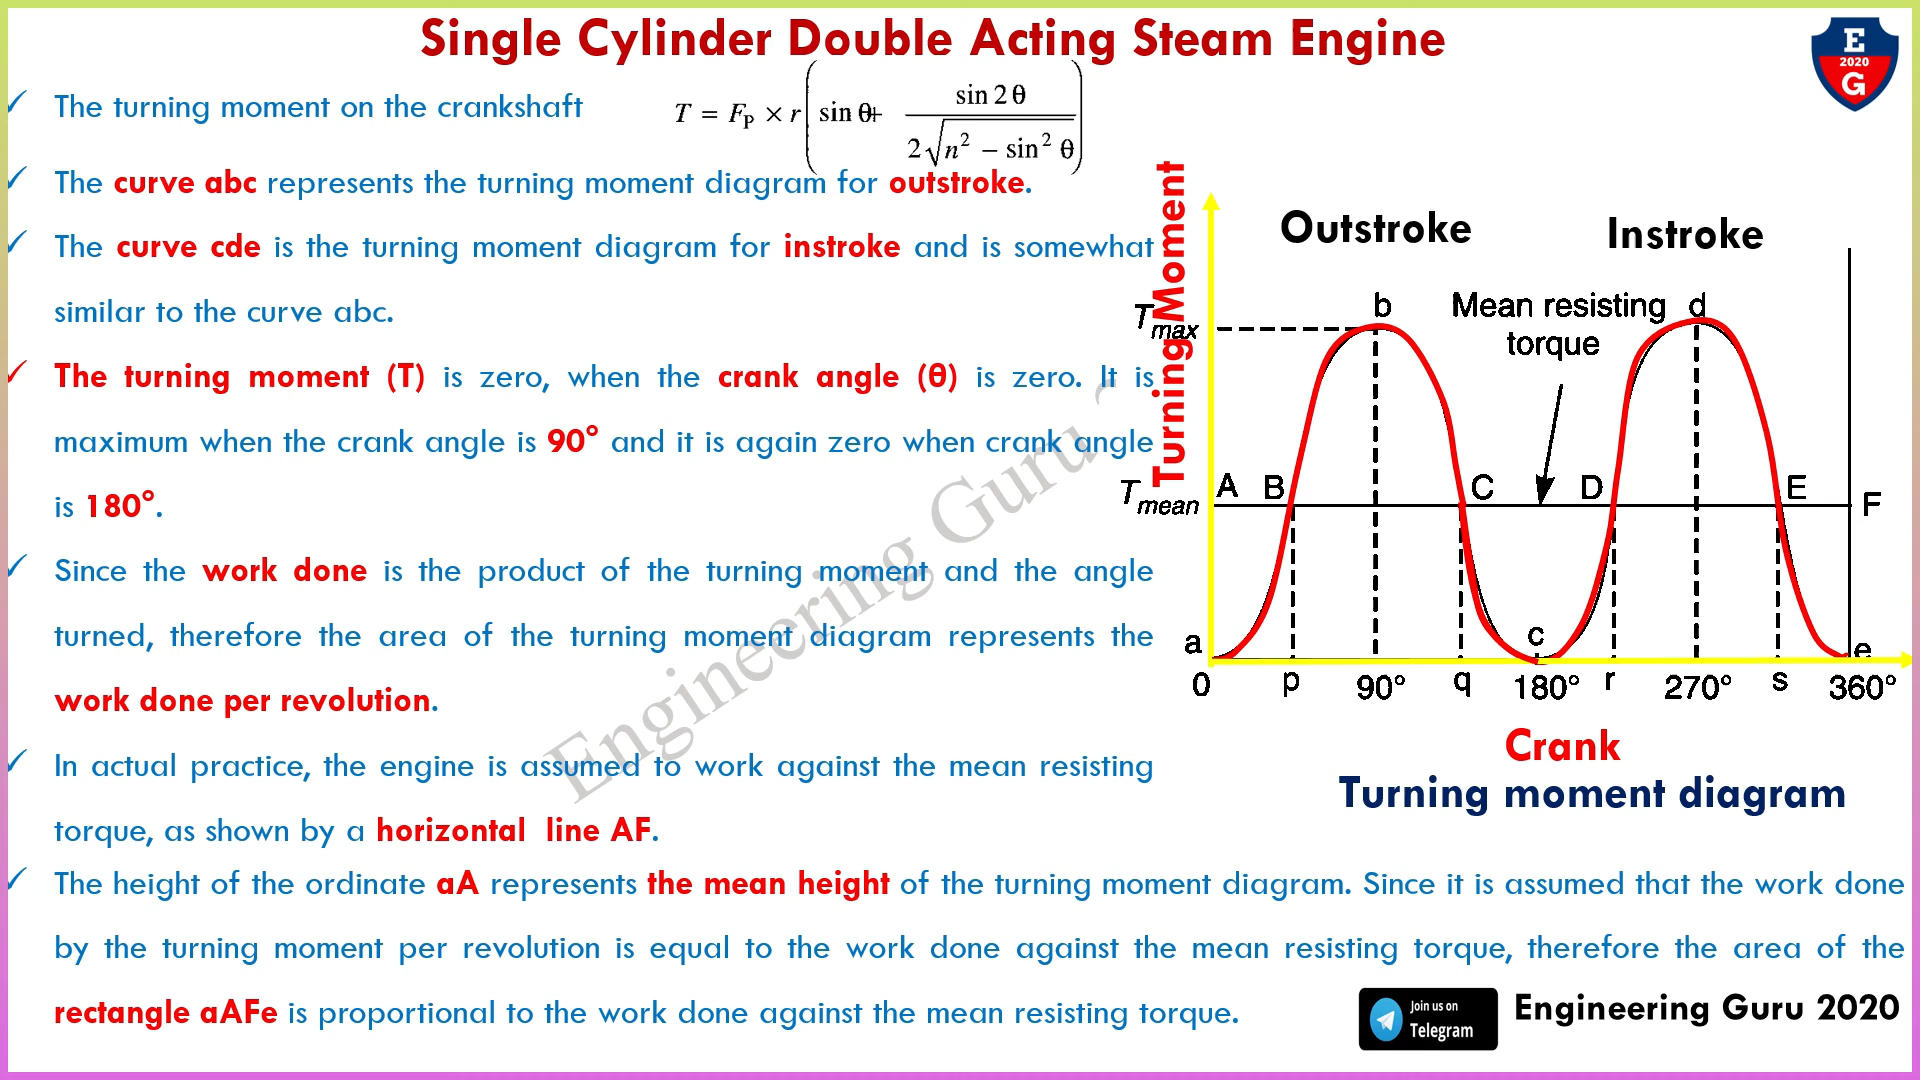 Single Cylinder Double Acting Steam Engine
E
2020
G
✓ The turning moment on the crankshaft T = F_P × r ( sin θ + sin 2θ / 2√(n² − sin² θ) )
✓ The curve abc represents the turning moment diagram for outstroke.
✓ The curve cde is the turning moment diagram for instroke and is somewhat
similar to the curve abc.
✓ The turning moment (T) is zero, when the crank angle (θ) is zero. It is
maximum when the crank angle is 90° and it is again zero when crank angle
is 180°.
✓ Since the work done is the product of the turning moment and the angle
turned, therefore the area of the turning moment diagram represents the
work done per revolution.
✓ In actual practice, the engine is assumed to work against the mean resisting
torque, as shown by a horizontal line AF.
✓ The height of the ordinate aA represents the mean height of the turning moment diagram. Since it is assumed that the work done
by the turning moment per revolution is equal to the work done against the mean resisting torque, therefore the area of the
rectangle aAFe is proportional to the work done against the mean resisting torque.
Turning Moment
Outstroke Instroke
b Mean resisting d
torque
Tmax
Tmean A B C D E F
a c e
0 p 90° q 180° r 270° s 360°
Crank
Turning moment diagram
Engineering Guru
Join us on
Telegram
Engineering Guru 2020